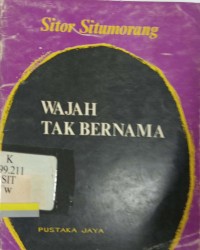 Sitor Situmorang
WAJAH
TAK BERNAMA
K
99.211
SIT
w
PUSTAKA JAYA